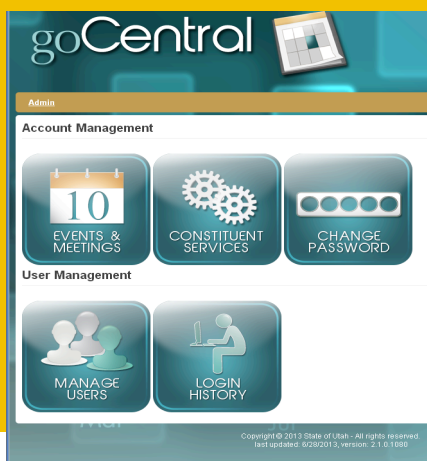 goCentral
Admin
Account Management
10
EVENTS &
MEETINGS
CONSTITUENT
SERVICES
CHANGE
PASSWORD
User Management
MANAGE
USERS
LOGIN
HISTORY
Copyright© 2013 State of Utah - All rights reserved.
last updated: 6/28/2013, version: 2.1.0.1080